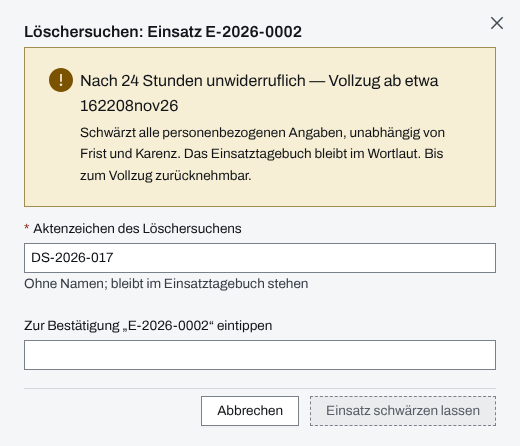 Löschersuchen: Einsatz E-2026-0002
! Nach 24 Stunden unwiderruflich — Vollzug ab etwa
162208nov26
Schwärzt alle personenbezogenen Angaben, unabhängig von
Frist und Karenz. Das Einsatztagebuch bleibt im Wortlaut. Bis
zum Vollzug zurücknehmbar.
* Aktenzeichen des Löschersuchens
DS-2026-017
Ohne Namen; bleibt im Einsatztagebuch stehen
Zur Bestätigung „E-2026-0002“ eintippen
Abbrechen
Einsatz schwärzen lassen